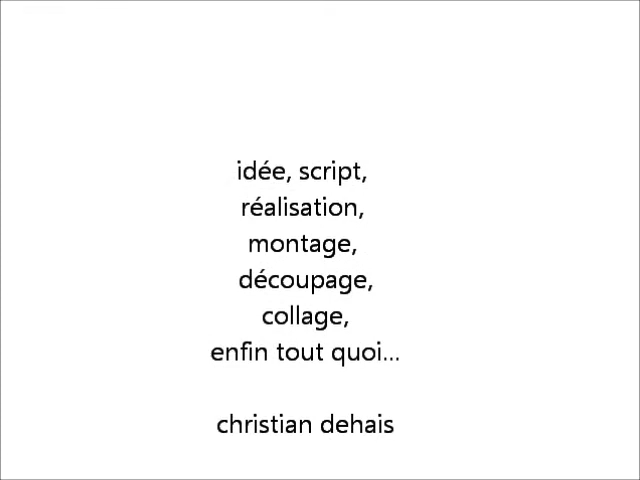 idée, script,
réalisation,
montage,
découpage,
collage,
enfin tout quoi...
christian dehais